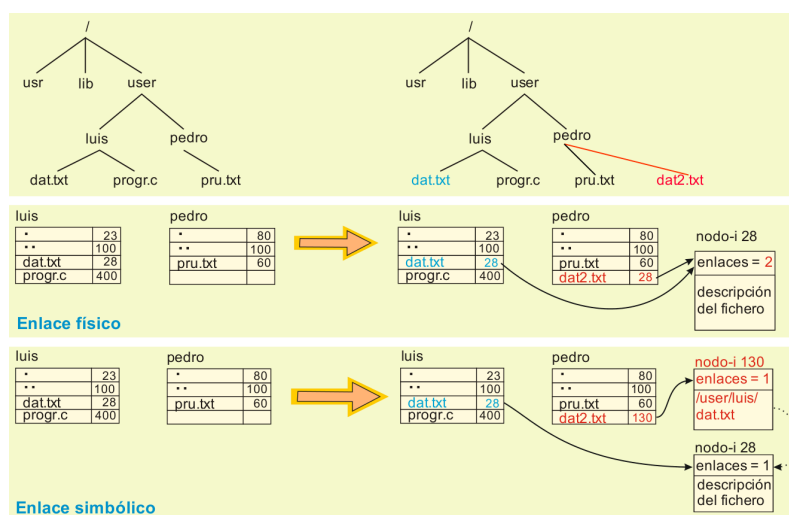 /
usr lib user
luis pedro
dat.txt progr.c pru.txt
/
usr lib user
luis pedro
dat.txt progr.c pru.txt dat2.txt
luis
. 23
.. 100
dat.txt 28
progr.c 400
pedro
. 80
.. 100
pru.txt 60
luis
. 23
.. 100
dat.txt 28
progr.c 400
pedro
. 80
.. 100
pru.txt 60
dat2.txt 28
nodo-i 28
enlaces = 2
descripción
del fichero
Enlace físico
luis
. 23
.. 100
dat.txt 28
progr.c 400
pedro
. 80
.. 100
pru.txt 60
luis
. 23
.. 100
dat.txt 28
progr.c 400
pedro
. 80
.. 100
pru.txt 60
dat2.txt 130
nodo-i 130
enlaces = 1
/user/luis/
dat.txt
nodo-i 28
enlaces = 1
descripción
del fichero
Enlace simbólico